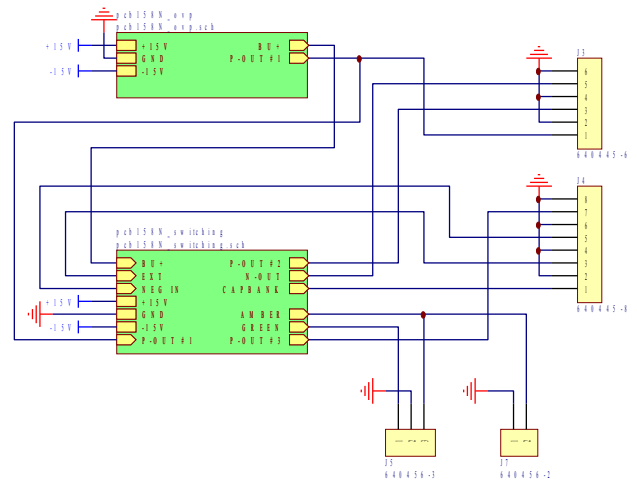 pcb158N_ovp
pcb158N_ovp.sch
+15V
+15V
BU+
GND
P-OUT#1
-15V
-15V
J3
6
5
4
3
2
1
640445-6
J4
8
7
6
5
4
3
2
1
640445-8
pcb158N_switching
pcb158N_switching.sch
BU+
P-OUT#2
EXT
N-OUT
NEG IN
CAPBANK
+15V
+15V
GND
AMBER
-15V
-15V
GREEN
P-OUT#1
P-OUT#3
J5
640456-3
J7
640456-2